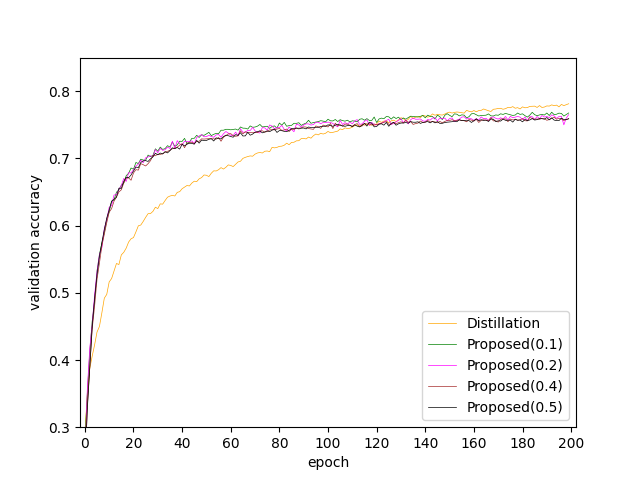 0.8
0.7
0.6
0.5
0.4
0.3
validation accuracy
Distillation
Proposed(0.1)
Proposed(0.2)
Proposed(0.4)
Proposed(0.5)
0 20 40 60 80 100 120 140 160 180 200
epoch